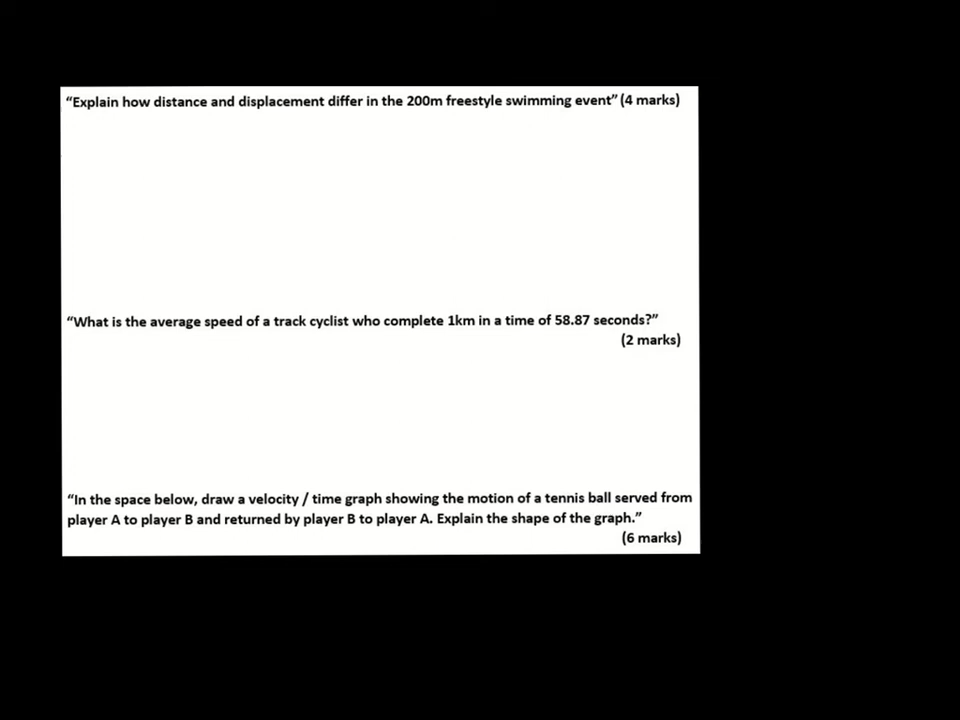 “Explain how distance and displacement differ in the 200m freestyle swimming event” (4 marks)
“What is the average speed of a track cyclist who complete 1km in a time of 58.87 seconds?”
(2 marks)
“In the space below, draw a velocity / time graph showing the motion of a tennis ball served from
player A to player B and returned by player B to player A. Explain the shape of the graph.”
(6 marks)